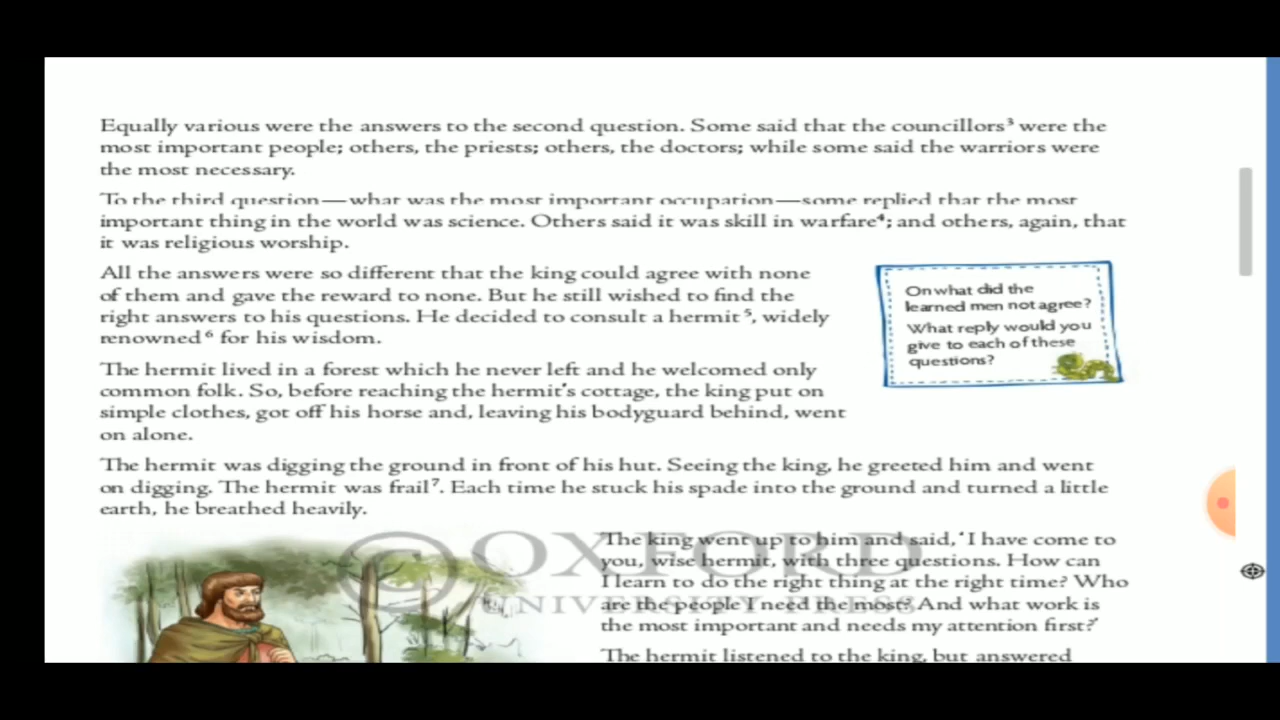 Equally various were the answers to the second question. Some said that the councillors³ were the
most important people; others, the priests; others, the doctors; while some said the warriors were
the most necessary.
To the third question—what was the most important occupation—some replied that the most
important thing in the world was science. Others said it was skill in warfare⁴; and others, again, that
it was religious worship.
All the answers were so different that the king could agree with none
of them and gave the reward to none. But he still wished to find the
right answers to his questions. He decided to consult a hermit⁵, widely
renowned⁶ for his wisdom.
On what did the
learned men not agree?
What reply would you
give to each of these
questions?
The hermit lived in a forest which he never left and he welcomed only
common folk. So, before reaching the hermit's cottage, the king put on
simple clothes, got off his horse and, leaving his bodyguard behind, went
on alone.
The hermit was digging the ground in front of his hut. Seeing the king, he greeted him and went
on digging. The hermit was frail⁷. Each time he stuck his spade into the ground and turned a little
earth, he breathed heavily.
The king went up to him and said, 'I have come to
you, wise hermit, with three questions. How can
I learn to do the right thing at the right time? Who
are the people I need the most? And what work is
the most important and needs my attention first?'
The hermit listened to the king, but answered
© OXFORD
UNIVERSITY PRESS